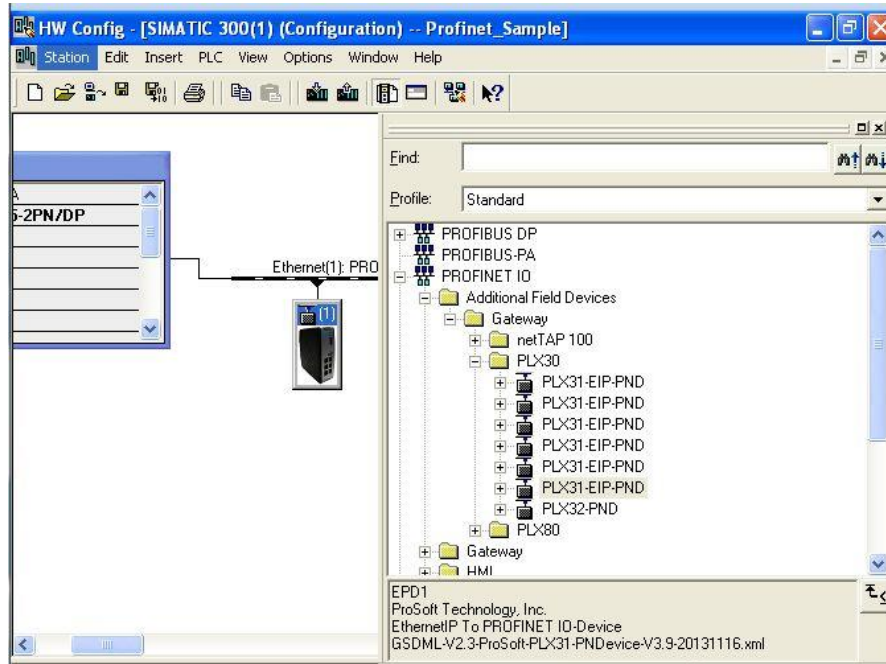 HW Config - [SIMATIC 300(1) (Configuration) -- Profinet_Sample]
Station Edit Insert PLC View Options Window Help
Find:
Profile: Standard
5-2PN/DP
Ethernet(1): PRO
(1)
PROFIBUS DP
PROFIBUS-PA
PROFINET IO
Additional Field Devices
Gateway
netTAP 100
PLX30
PLX31-EIP-PND
PLX31-EIP-PND
PLX31-EIP-PND
PLX31-EIP-PND
PLX31-EIP-PND
PLX31-EIP-PND
PLX32-PND
PLX80
Gateway
HMI
EPD1
ProSoft Technology, Inc.
EthernetIP To PROFINET IO-Device
GSDML-V2.3-ProSoft-PLX31-PNDevice-V3.9-20131116.xml